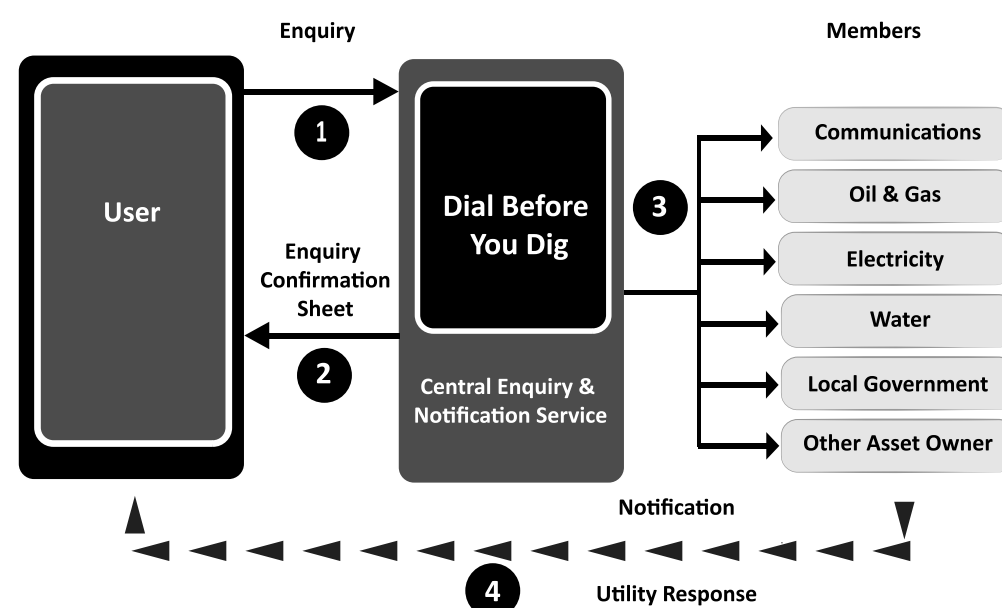 Enquiry
Members
1
Communications
User
Dial Before
You Dig
3
Oil & Gas
Enquiry
Confirmation
Sheet
Electricity
2
Water
Central Enquiry &
Notification Service
Local Government
Other Asset Owner
Notification
4
Utility Response